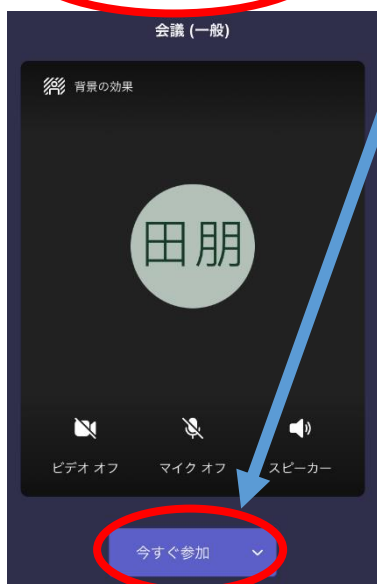 会議 (一般)
背景の効果
田朋
ビデオ オフ
マイク オフ
スピーカー
今すぐ参加